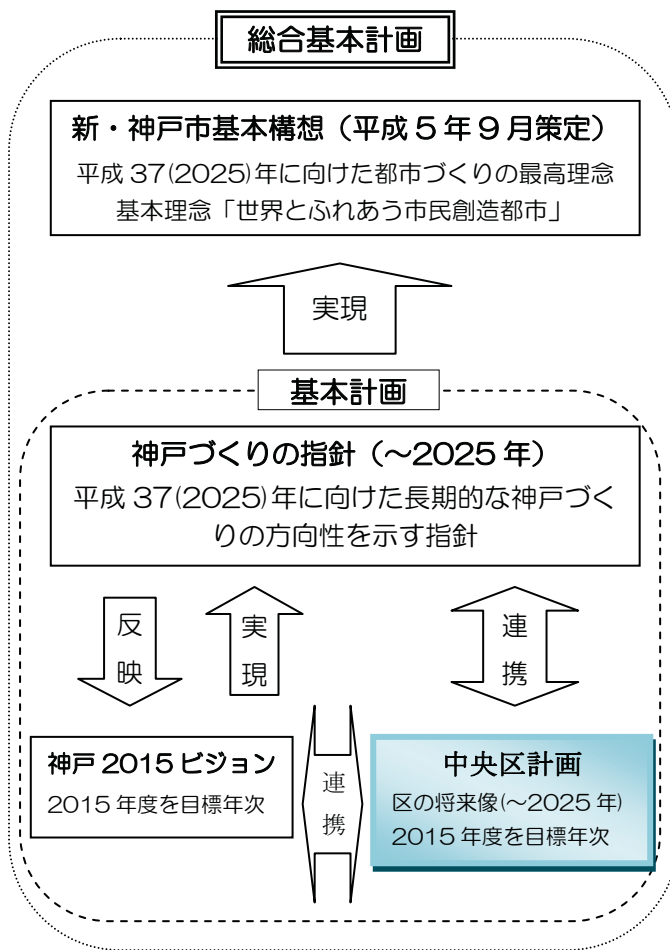 総合基本計画
新・神戸市基本構想（平成５年９月策定）
平成 37(2025)年に向けた都市づくりの最高理念
基本理念「世界とふれあう市民創造都市」
実現
基本計画
神戸づくりの指針（～2025 年）
平成 37(2025)年に向けた長期的な神戸づく
りの方向性を示す指針
反映
実現
連携
神戸 2015 ビジョン
2015 年度を目標年次
連携
中央区計画
区の将来像(～2025 年)
2015 年度を目標年次